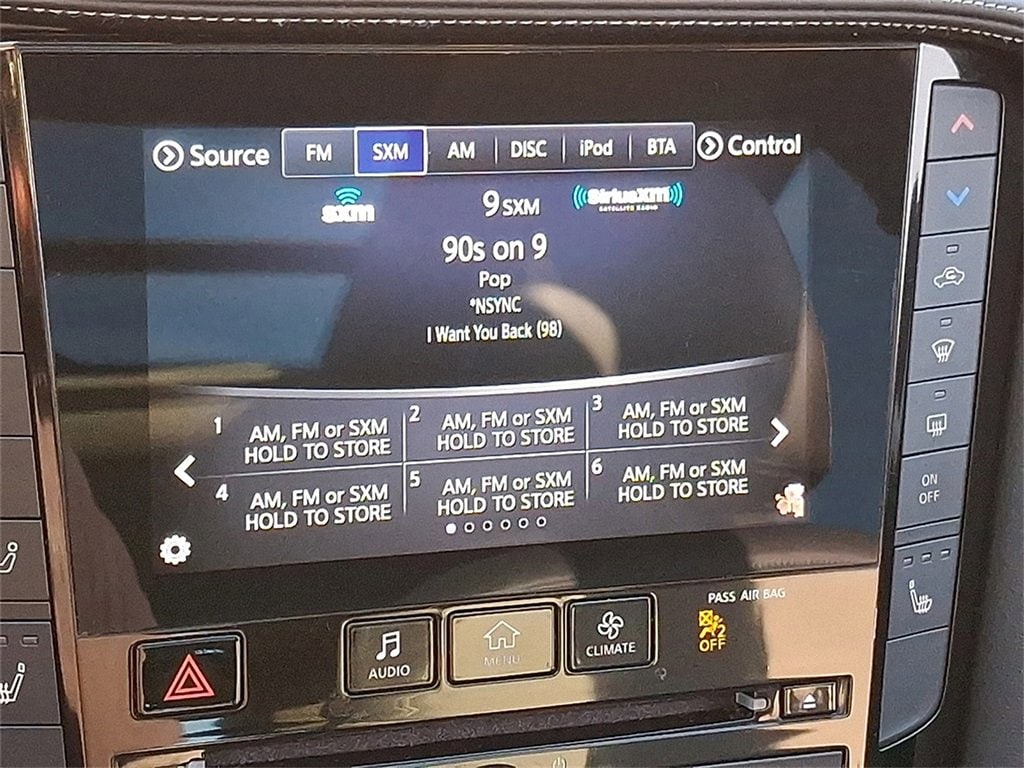 Source FM SXM AM DISC iPod BTA Control
sxm 9 SXM SiriusXM
SATELLITE RADIO
90s on 9
Pop
*NSYNC
I Want You Back (98)
1 AM, FM or SXM
HOLD TO STORE
2 AM, FM or SXM
HOLD TO STORE
3 AM, FM or SXM
HOLD TO STORE
4 AM, FM or SXM
HOLD TO STORE
5 AM, FM or SXM
HOLD TO STORE
6 AM, FM or SXM
HOLD TO STORE
ON
OFF
PASS AIR BAG
2
OFF
AUDIO
MENU
CLIMATE